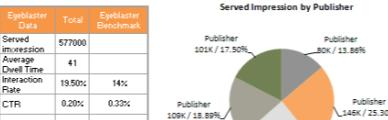 Eyeblaster Data Total Eyeblaster Benchmark
Served impression 577000
Average Dwell Time 41
Interaction Rate 19.50% 14%
CTR 0.20% 0.33%
Served Impression by Publisher
Publisher
101K / 17.50%
Publisher
80K / 13.86%
Publisher
109K / 18.89%
Publisher
146K / 25.30